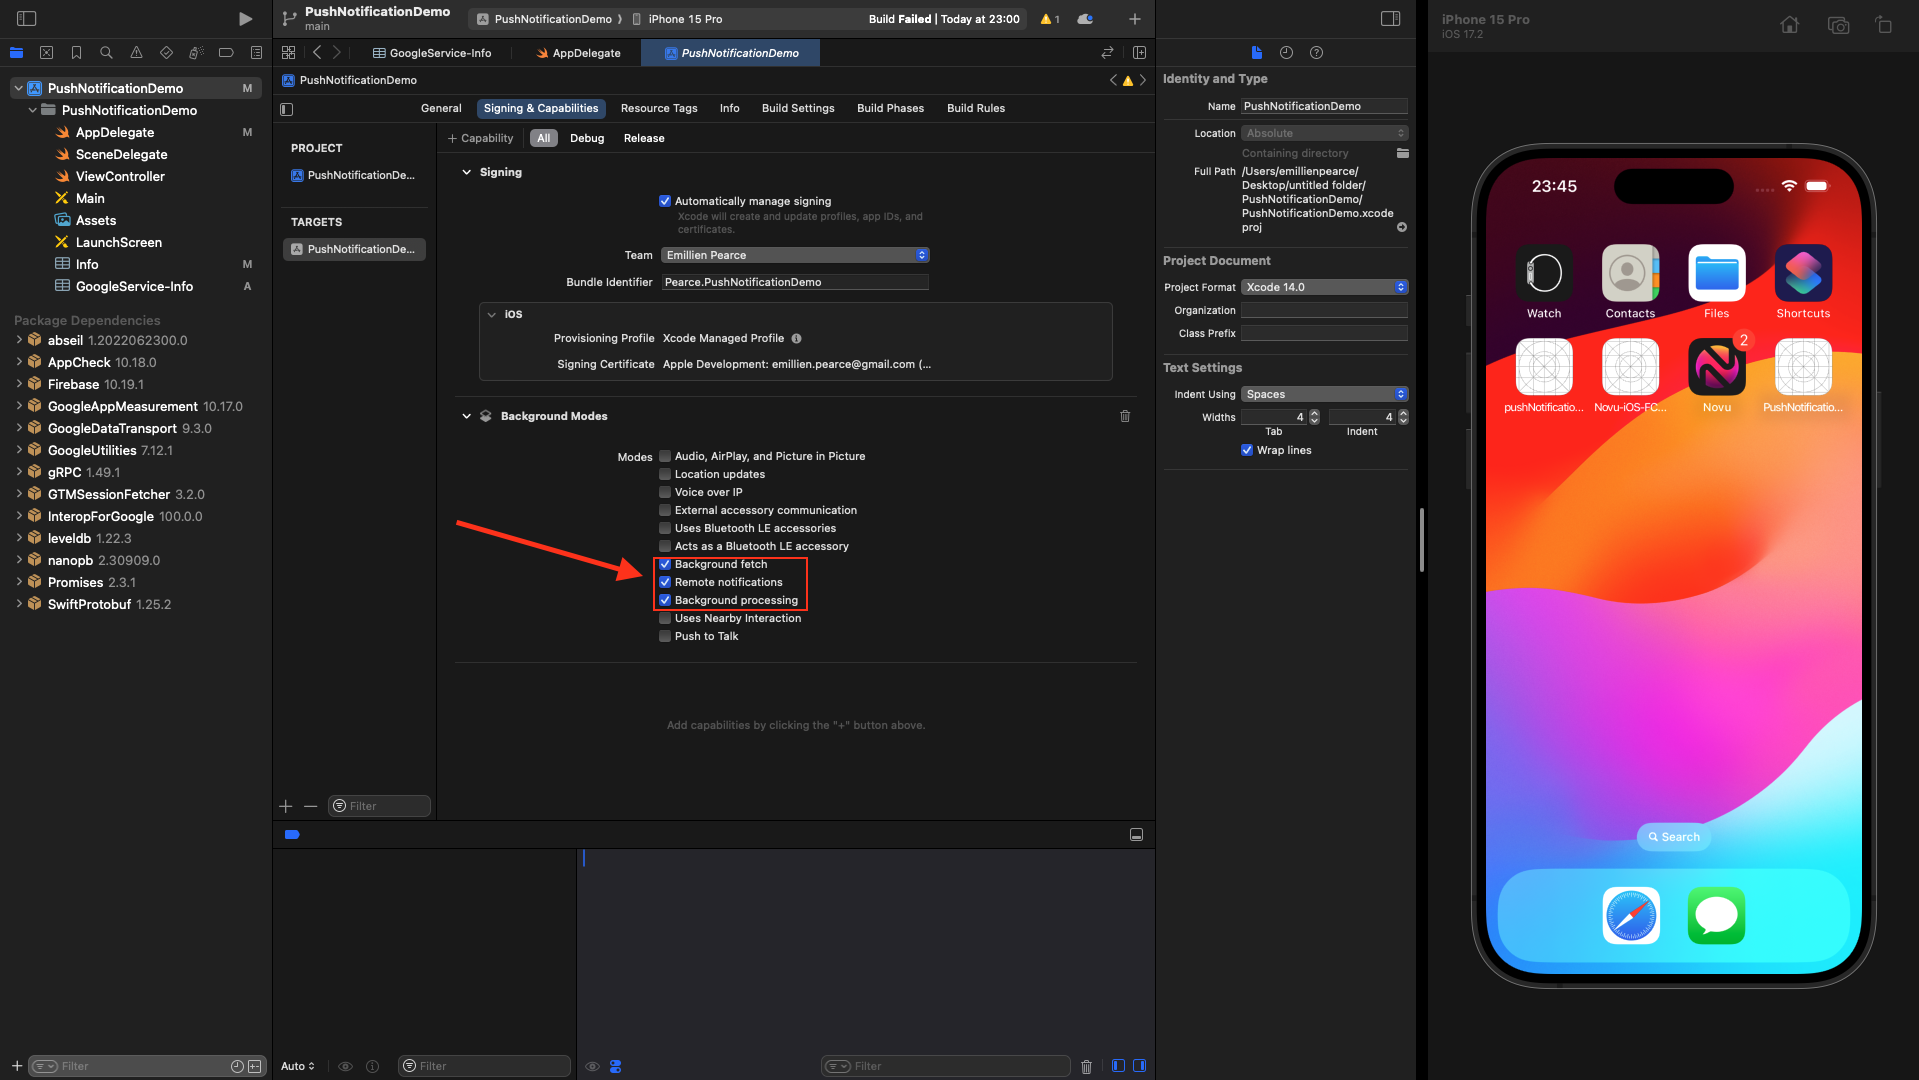 PushNotificationDemo
main
PushNotificationDemo
iPhone 15 Pro
Build Failed | Today at 23:00
1
GoogleService-Info
AppDelegate
PushNotificationDemo
PushNotificationDemo
General
Signing & Capabilities
Resource Tags
Info
Build Settings
Build Phases
Build Rules
PushNotificationDemo M
PushNotificationDemo
AppDelegate M
SceneDelegate
ViewController
Main
Assets
LaunchScreen
Info M
GoogleService-Info A
Package Dependencies
abseil 1.2022062300.0
AppCheck 10.18.0
Firebase 10.19.1
GoogleAppMeasurement 10.17.0
GoogleDataTransport 9.3.0
GoogleUtilities 7.12.1
gRPC 1.49.1
GTMSessionFetcher 3.2.0
InteropForGoogle 100.0.0
leveldb 1.22.3
nanopb 2.30909.0
Promises 2.3.1
SwiftProtobuf 1.25.2
Filter
PROJECT
PushNotificationDe...
TARGETS
PushNotificationDe...
Filter
+ Capability
All
Debug
Release
Signing
Automatically manage signing
Xcode will create and update profiles, app IDs, and
certificates.
Team Emillien Pearce
Bundle Identifier Pearce.PushNotificationDemo
iOS
Provisioning Profile Xcode Managed Profile
Signing Certificate Apple Development: emillien.pearce@gmail.com (...
Background Modes
Modes
Audio, AirPlay, and Picture in Picture
Location updates
Voice over IP
External accessory communication
Uses Bluetooth LE accessories
Acts as a Bluetooth LE accessory
Background fetch
Remote notifications
Background processing
Uses Nearby Interaction
Push to Talk
Add capabilities by clicking the "+" button above.
Auto
Filter
Filter
Identity and Type
Name PushNotificationDemo
Location Absolute
Containing directory
Full Path /Users/emillienpearce/
Desktop/untitled folder/
PushNotificationDemo/
PushNotificationDemo.xcode
proj
Project Document
Project Format Xcode 14.0
Organization
Class Prefix
Text Settings
Indent Using Spaces
Widths 4 4
Tab Indent
Wrap lines
iPhone 15 Pro
iOS 17.2
23:45
Watch
Contacts
Files
Shortcuts
2
pushNotificatio...
Novu-iOS-FC...
Novu
PushNotificatio...
Search